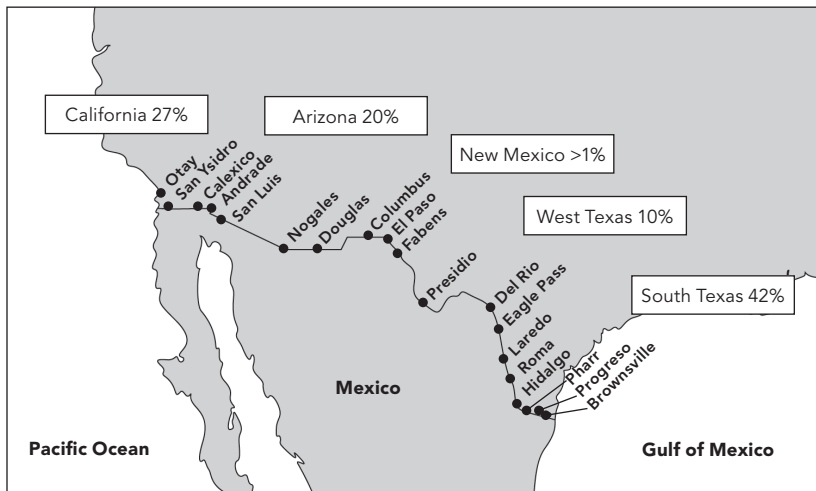 California 27%
Arizona 20%
New Mexico >1%
West Texas 10%
South Texas 42%
Otay
San Ysidro
Calexico
Andrade
San Luis
Nogales
Douglas
Columbus
El Paso
Fabens
Presidio
Del Rio
Eagle Pass
Laredo
Roma
Hidalgo
Pharr
Progreso
Brownsville
Mexico
Pacific Ocean
Gulf of Mexico